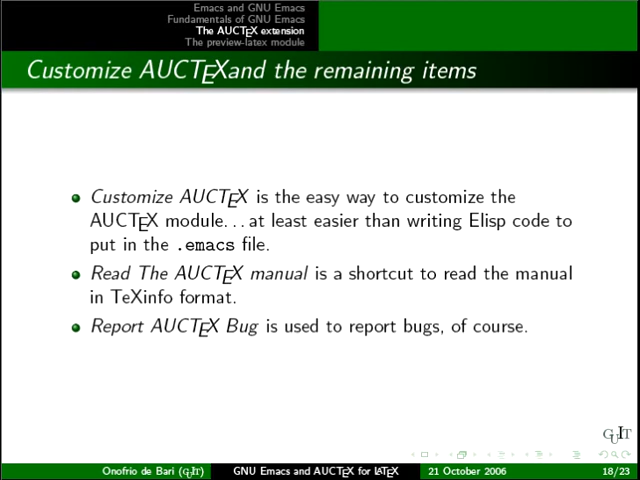 Emacs and GNU Emacs
Fundamentals of GNU Emacs
The AUCTEX extension
The preview-latex module
Customize AUCTEXand the remaining items
Customize AUCTEX is the easy way to customize the
AUCTEX module... at least easier than writing Elisp code to
put in the .emacs file.
Read The AUCTEX manual is a shortcut to read the manual
in TeXinfo format.
Report AUCTEX Bug is used to report bugs, of course.
GUIT
Onofrio de Bari (GUIT) GNU Emacs and AUCTEX for LATEX 21 October 2006 18/23